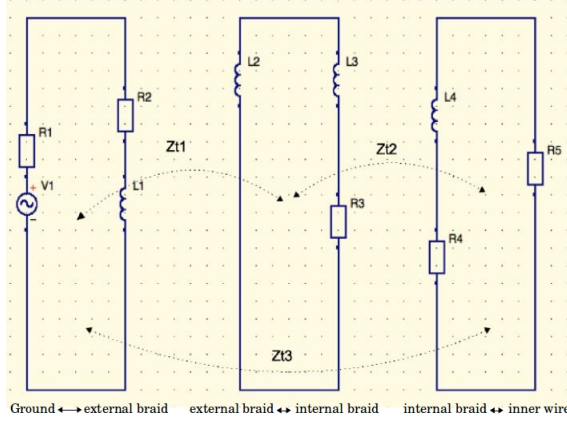 L2
L3
R2
L4
R1
Zt1
Zt2
R5
+ V1
L1
−
R3
R4
Zt3
Ground ⟷ external braid
external braid ↔ internal braid
internal braid ↔ inner wire